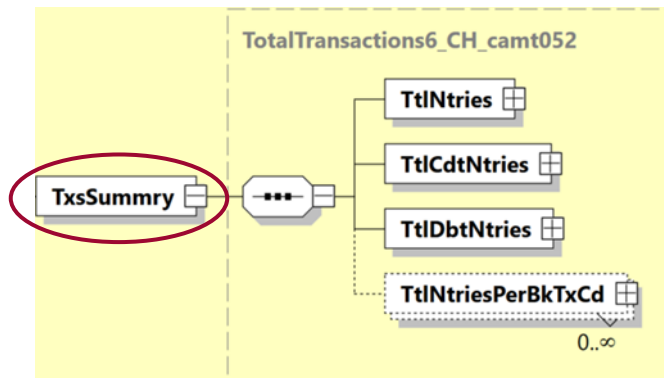 TotalTransactions6_CH_camt052
TtlNtries
TtlCdtNtries
TxsSummry
TtlDbtNtries
TtlNtriesPerBkTxCd
0..∞